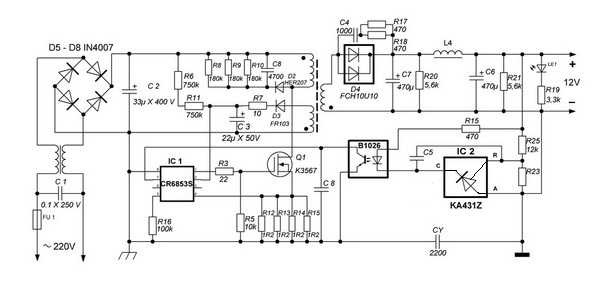 D5 - D8 IN4007
C 1
0.1 X 250 V
FU 1
~ 220V
C 2
33µ X 400 V
R6
750k
R11
750k
R8
180k
R9
180k
R10
180k
C8
4700
D2
HER207
D3
FR103
R7
10
C 3
22µ X 50V
IC 1
CR6853S
R3
22
Q1
K3567
R16
100k
R5
10k
R12
1R2
R13
1R2
R14
1R2
R15
1R2
C 8
C4
1000
R17
470
R18
470
D4
FCH10U10
C7
470µ
R20
5,6k
L4
C6
470µ
R21
5,6k
LE1
R19
3,3k
+
12V
−
B1026
R15
470
C5
IC 2
R
C
A
KA431Z
R25
12k
R23
CY
2200